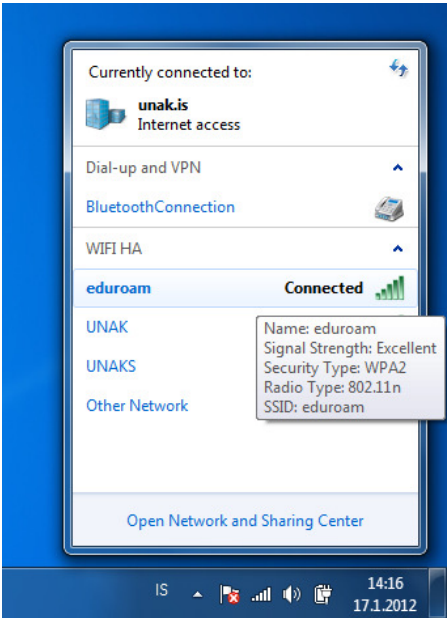 Currently connected to:
unak.is
Internet access
Dial-up and VPN
BluetoothConnection
WIFI HA
eduroam Connected
UNAK
UNAKS
Other Network
Name: eduroam
Signal Strength: Excellent
Security Type: WPA2
Radio Type: 802.11n
SSID: eduroam
Open Network and Sharing Center
IS
14:16
17.1.2012